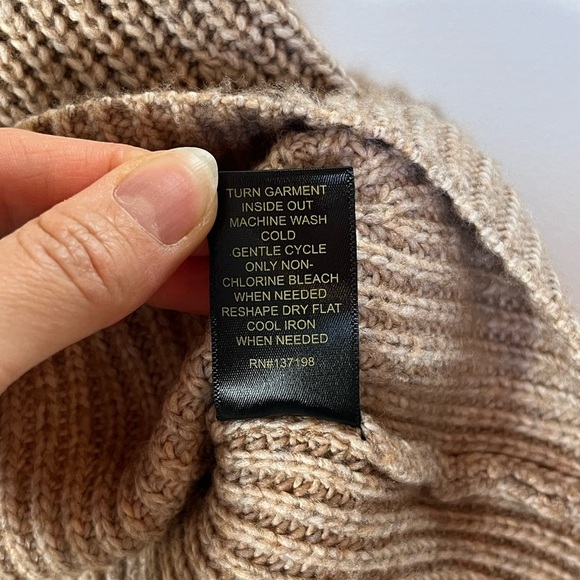 TURN GARMENT
INSIDE OUT
MACHINE WASH
COLD
GENTLE CYCLE
ONLY NON-
CHLORINE BLEACH
WHEN NEEDED
RESHAPE DRY FLAT
COOL IRON
WHEN NEEDED
RN#137198